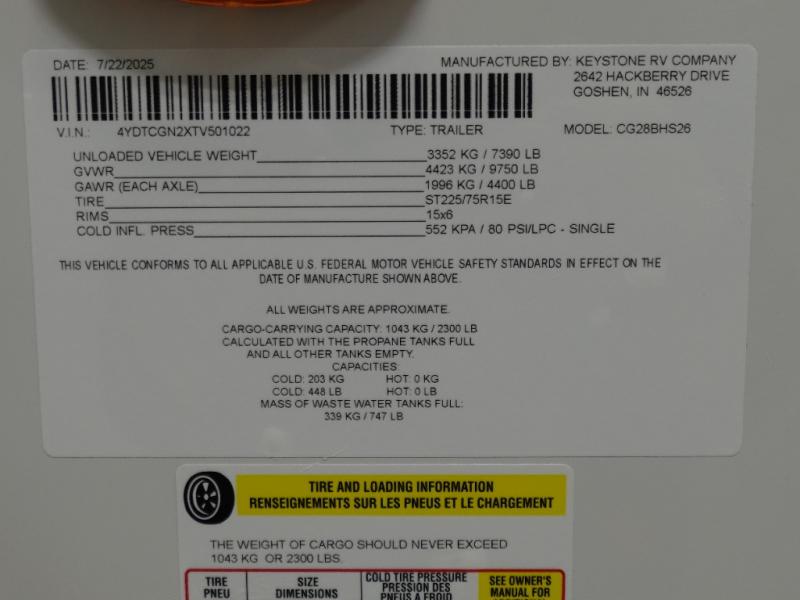 DATE: 7/22/2025
MANUFACTURED BY: KEYSTONE RV COMPANY
2642 HACKBERRY DRIVE
GOSHEN, IN 46526
V.I.N.: 4YDTCGN2XTV501022 TYPE: TRAILER MODEL: CG28BHS26
UNLOADED VEHICLE WEIGHT 3352 KG / 7390 LB
GVWR 4423 KG / 9750 LB
GAWR (EACH AXLE) 1996 KG / 4400 LB
TIRE ST225/75R15E
RIMS 15x6
COLD INFL. PRESS 552 KPA / 80 PSI/LPC - SINGLE
THIS VEHICLE CONFORMS TO ALL APPLICABLE U.S. FEDERAL MOTOR VEHICLE SAFETY STANDARDS IN EFFECT ON THE
DATE OF MANUFACTURE SHOWN ABOVE.
ALL WEIGHTS ARE APPROXIMATE.
CARGO-CARRYING CAPACITY: 1043 KG / 2300 LB
CALCULATED WITH THE PROPANE TANKS FULL
AND ALL OTHER TANKS EMPTY.
CAPACITIES:
COLD: 203 KG HOT: 0 KG
COLD: 448 LB HOT: 0 LB
MASS OF WASTE WATER TANKS FULL:
339 KG / 747 LB
TIRE AND LOADING INFORMATION
RENSEIGNEMENTS SUR LES PNEUS ET LE CHARGEMENT
THE WEIGHT OF CARGO SHOULD NEVER EXCEED
1043 KG OR 2300 LBS.
TIRE
PNEU
SIZE
DIMENSIONS
COLD TIRE PRESSURE
PRESSION DES
PNEUS A FROID
SEE OWNER'S
MANUAL FOR